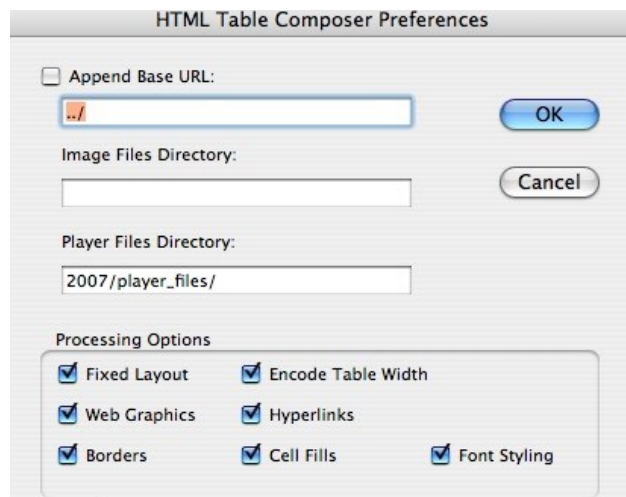 HTML Table Composer Preferences
Append Base URL:
../
OK
Image Files Directory:
Cancel
Player Files Directory:
2007/player_files/
Processing Options
Fixed Layout Encode Table Width
Web Graphics Hyperlinks
Borders Cell Fills Font Styling